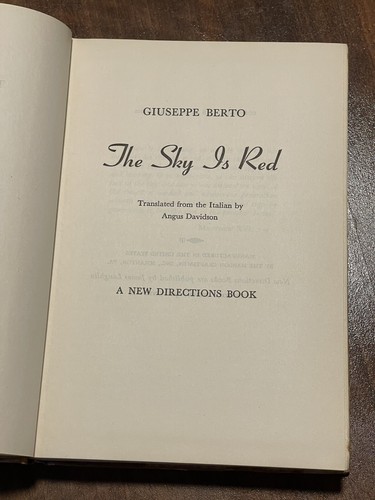 GIUSEPPE BERTO
The Sky Is Red
Translated from the Italian by
Angus Davidson
A NEW DIRECTIONS BOOK